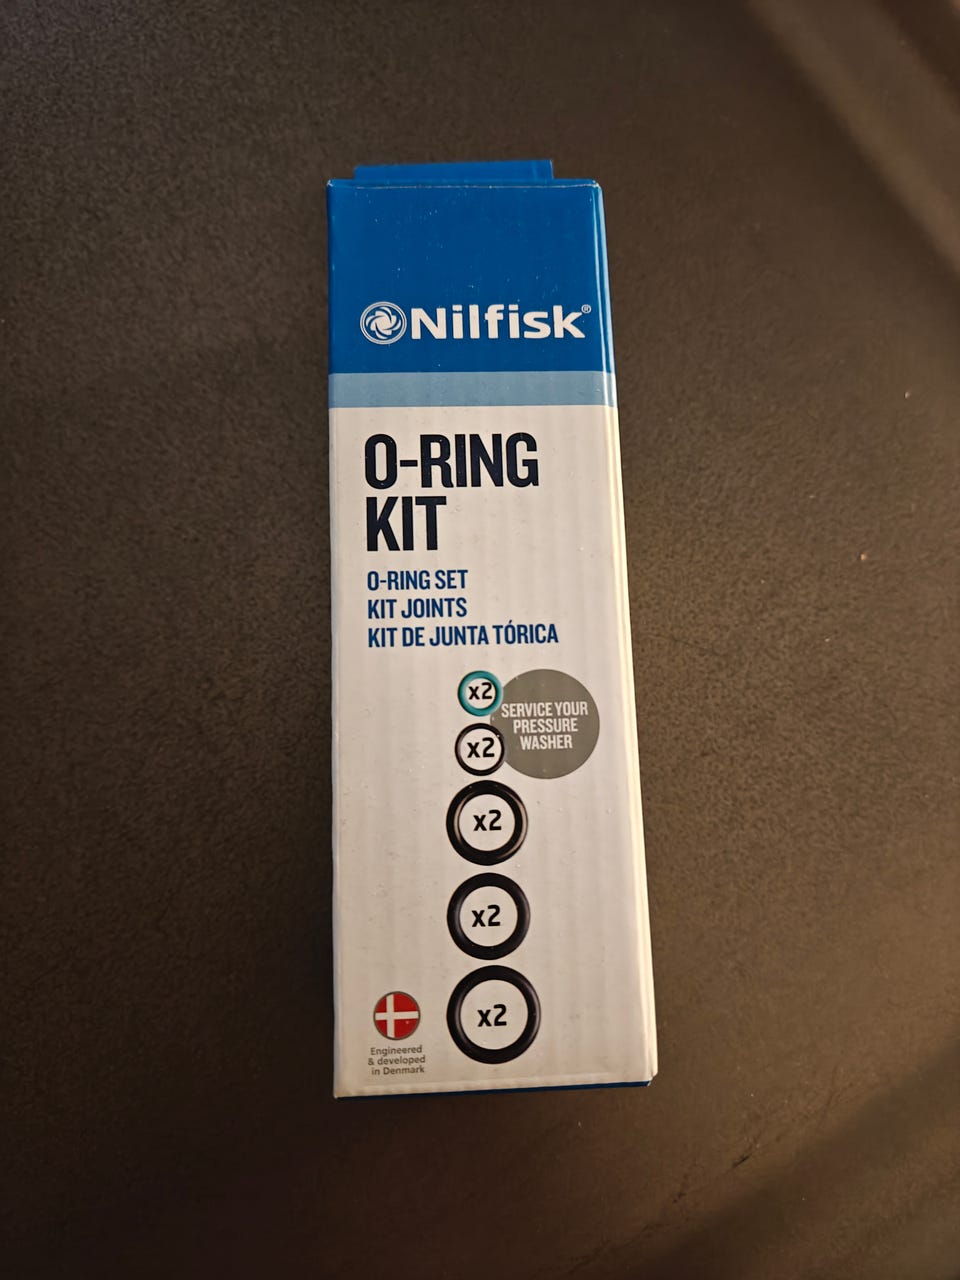 Nilfisk®
O-RING
KIT
O-RING SET
KIT JOINTS
KIT DE JUNTA TÓRICA
x2
SERVICE YOUR
PRESSURE
WASHER
x2
x2
x2
x2
Engineered
& developed
in Denmark